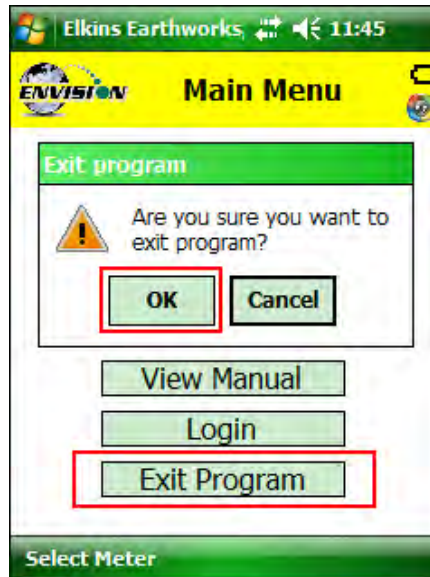 Elkins Earthworks, 11:45
ENVISION Main Menu
Exit program
Are you sure you want to
exit program?
OK Cancel
View Manual
Login
Exit Program
Select Meter